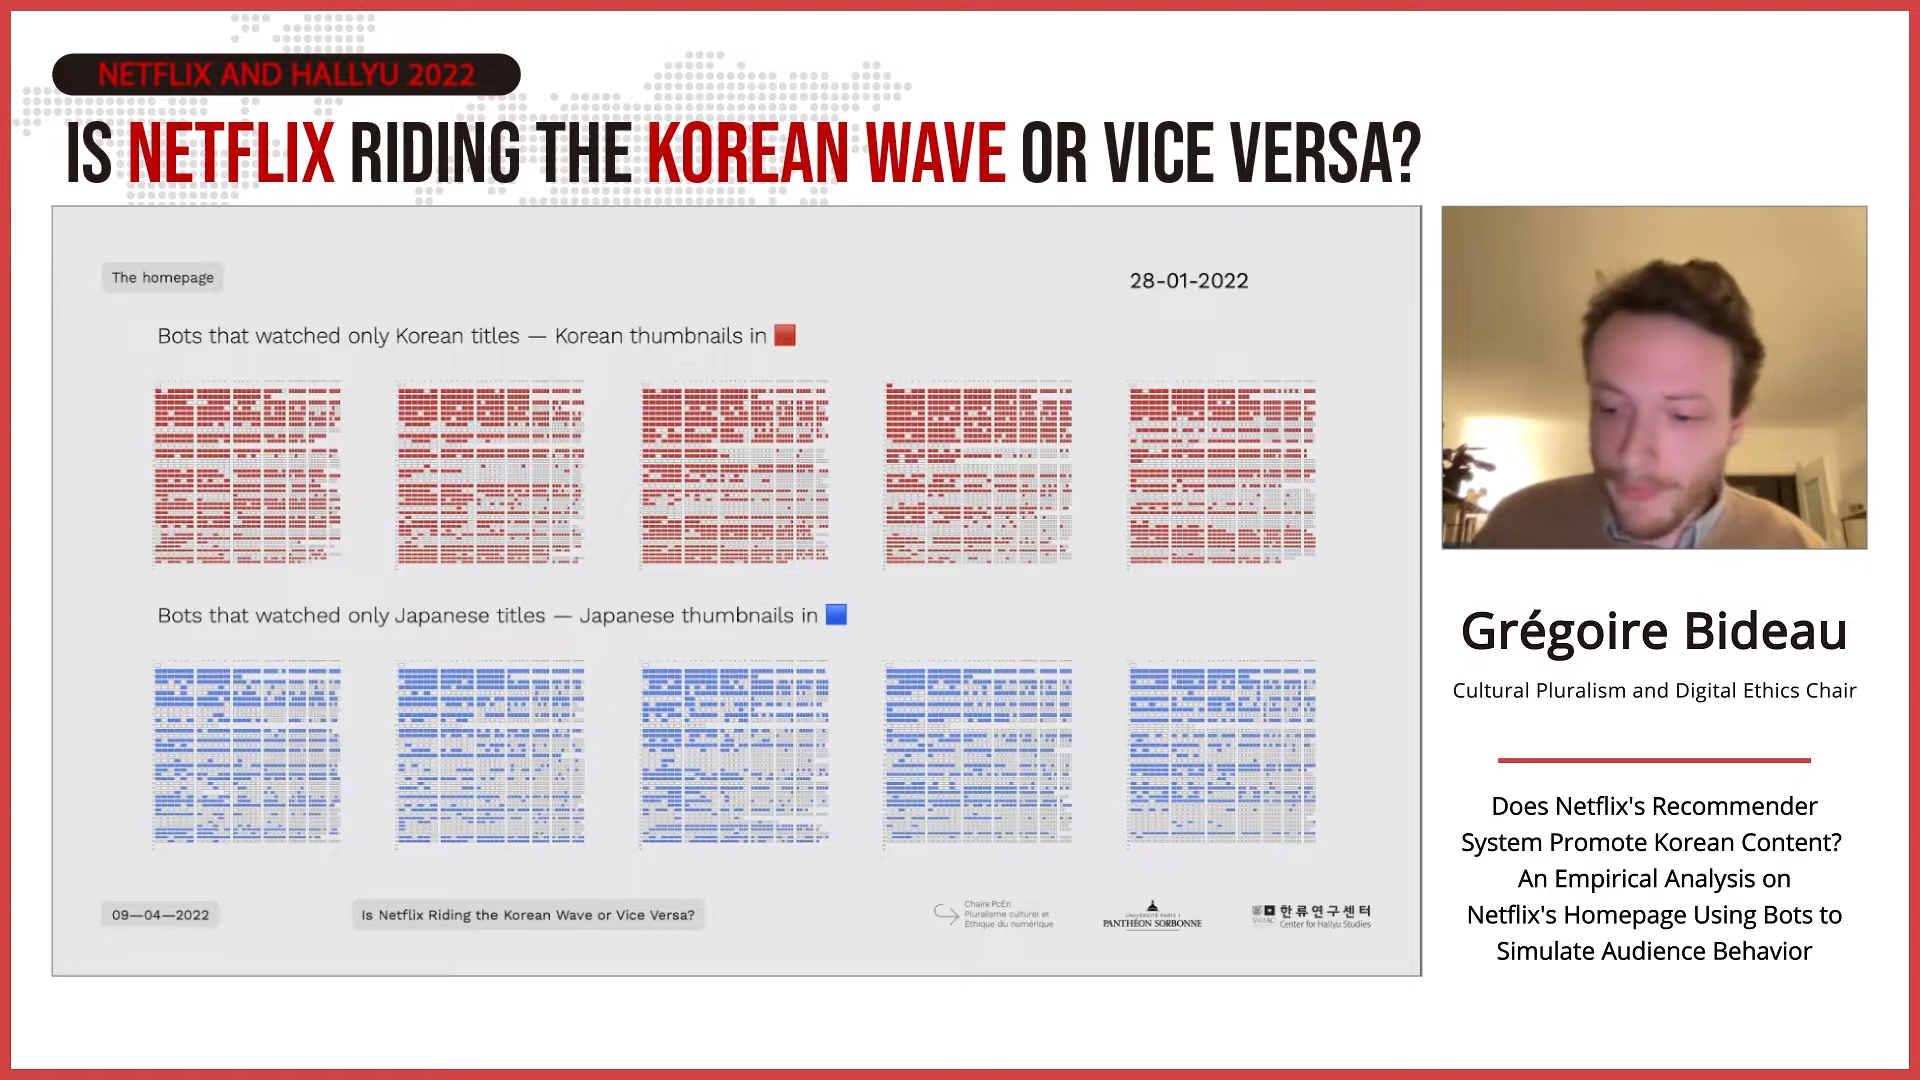 NETFLIX AND HALLYU 2022
IS NETFLIX RIDING THE KOREAN WAVE OR VICE VERSA?
The homepage
28-01-2022
Bots that watched only Korean titles — Korean thumbnails in
Bots that watched only Japanese titles — Japanese thumbnails in
09—04—2022
Is Netflix Riding the Korean Wave or Vice Versa?
Chaire PcEn
Pluralisme culturel et
Éthique du numérique
UNIVERSITÉ PARIS 1
PANTHÉON SORBONNE
한류연구센터
Center for Hallyu Studies
Grégoire Bideau
Cultural Pluralism and Digital Ethics Chair
Does Netflix's Recommender
System Promote Korean Content?
An Empirical Analysis on
Netflix's Homepage Using Bots to
Simulate Audience Behavior